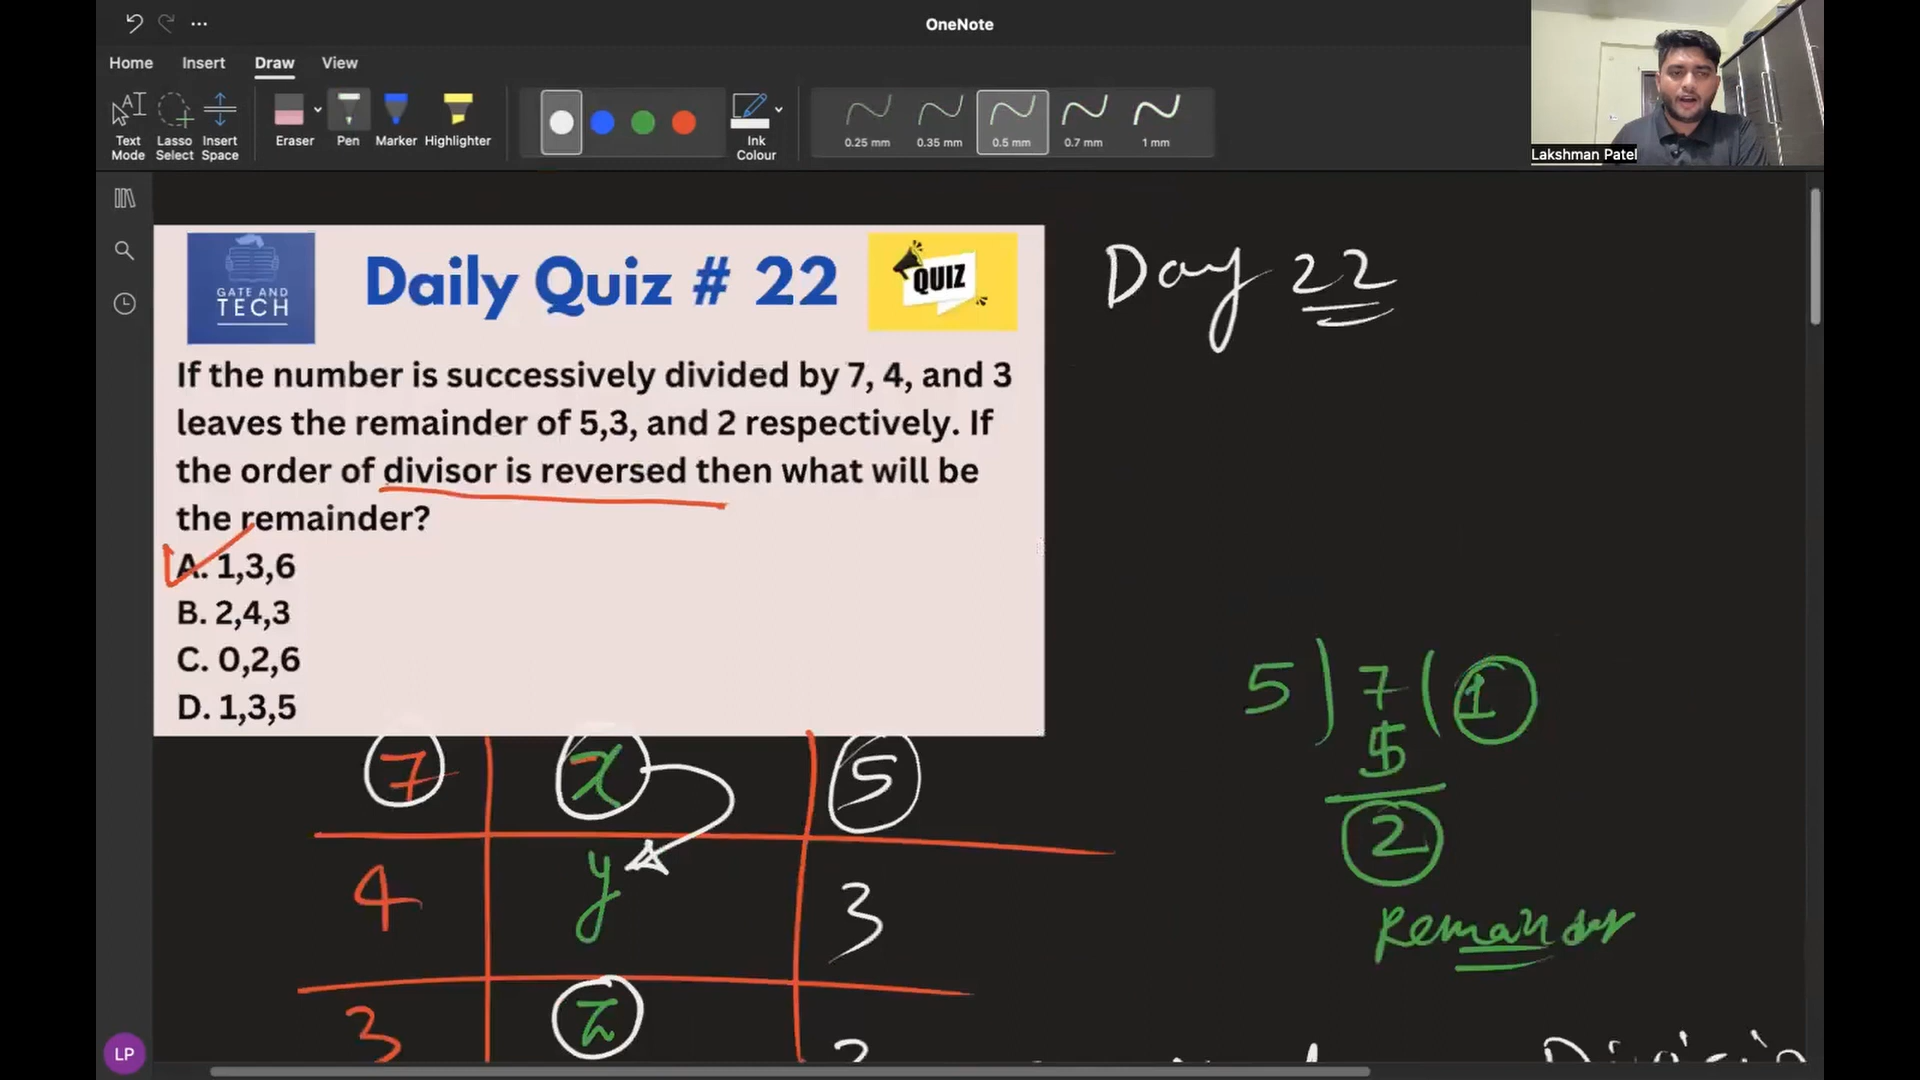 OneNote
Home Insert Draw View
Text Mode
Lasso Select
Insert Space
Eraser
Pen
Marker
Highlighter
Ink Colour
0.25 mm
0.35 mm
0.5 mm
0.7 mm
1 mm
Lakshman Patel
GATE AND
TECH
Daily Quiz # 22
QUIZ
Day 22
If the number is successively divided by 7, 4, and 3
leaves the remainder of 5,3, and 2 respectively. If
the order of divisor is reversed then what will be
the remainder?
A. 1,3,6
B. 2,4,3
C. 0,2,6
D. 1,3,5
5 ) 7 ( 1
5
2
Remainder
7 x 5
4 y 3
3 z 2
LP